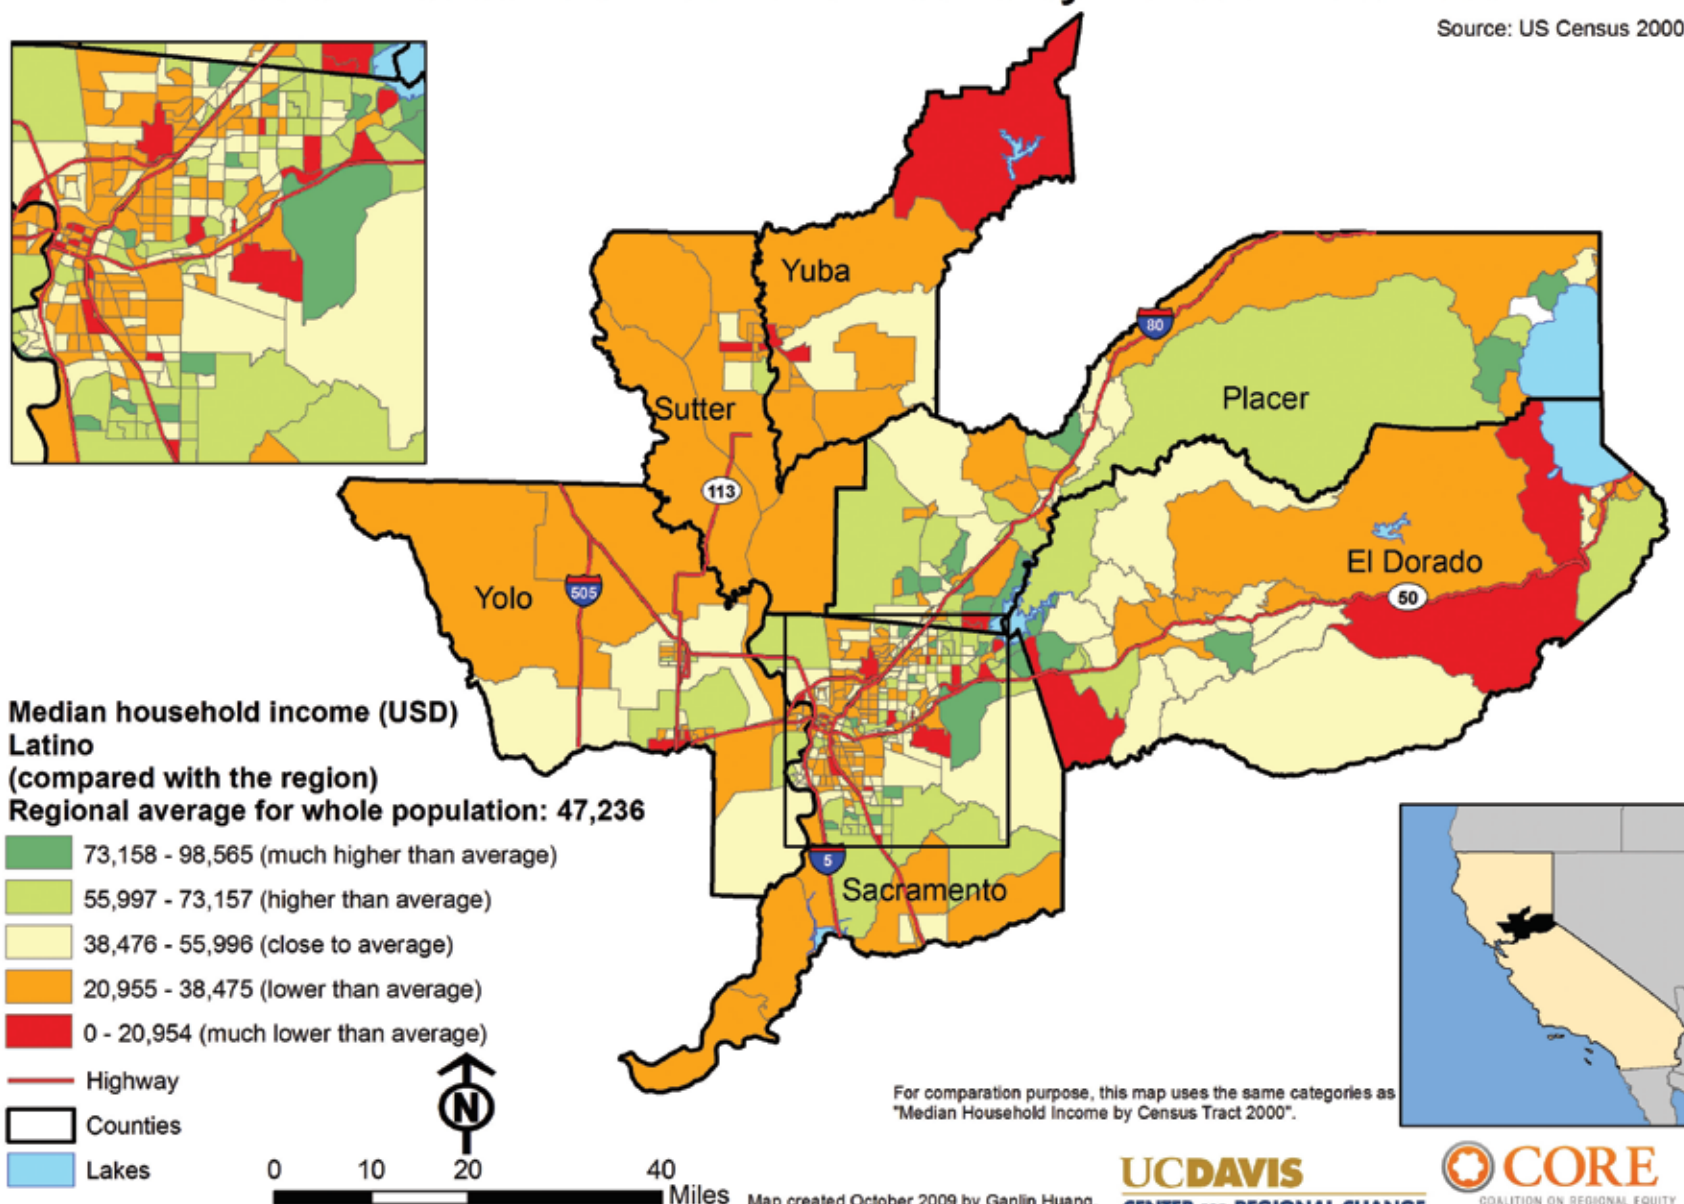 Source: US Census 2000
Yuba
80
Placer
Sutter
113
El Dorado
50
Yolo
505
5
Sacramento
Median household income (USD)
Latino
(compared with the region)
Regional average for whole population: 47,236
73,158 - 98,565 (much higher than average)
55,997 - 73,157 (higher than average)
38,476 - 55,996 (close to average)
20,955 - 38,475 (lower than average)
0 - 20,954 (much lower than average)
Highway
Counties
Lakes
N
0 10 20 40
Miles
For comparation purpose, this map uses the same categories as
"Median Household Income by Census Tract 2000".
Map created October 2009 by Ganlin Huang
UCDAVIS
CENTER FOR REGIONAL CHANGE
CORE
COALITION ON REGIONAL EQUITY